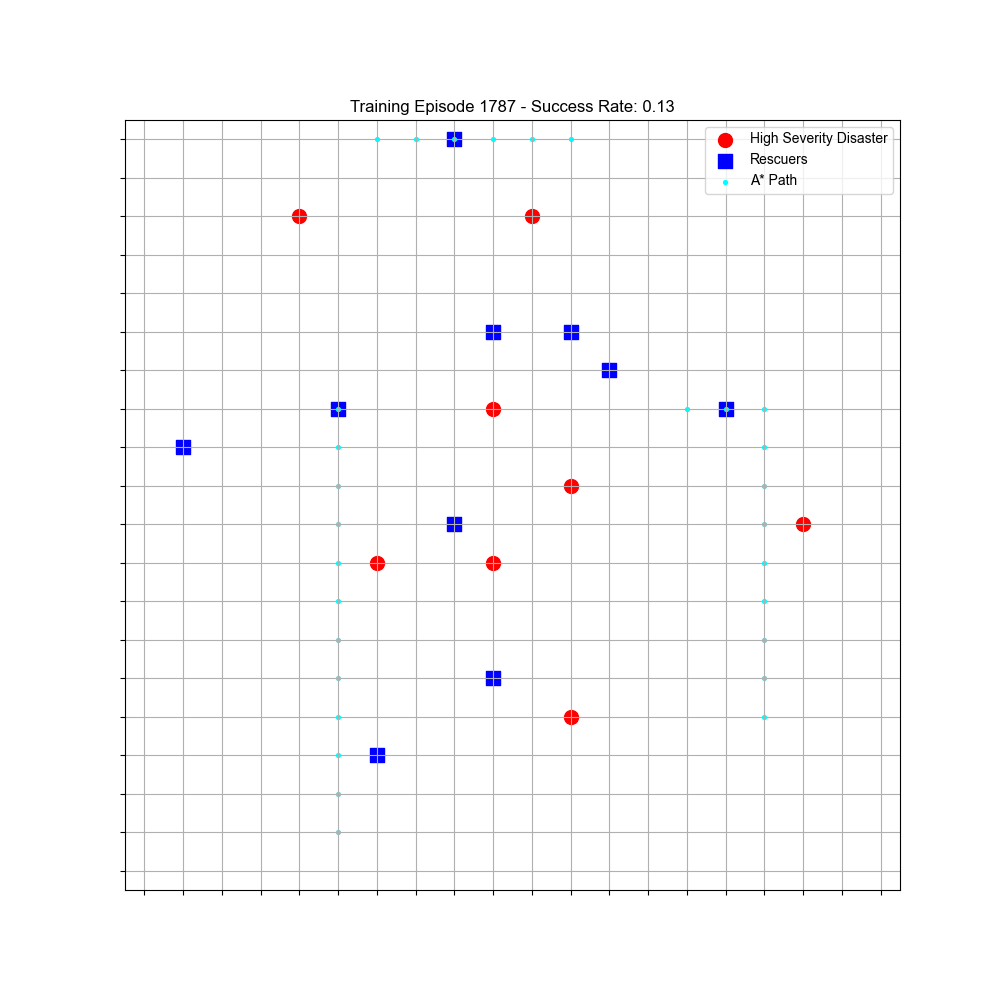 Training Episode 1787 - Success Rate: 0.13
High Severity Disaster
Rescuers
A* Path